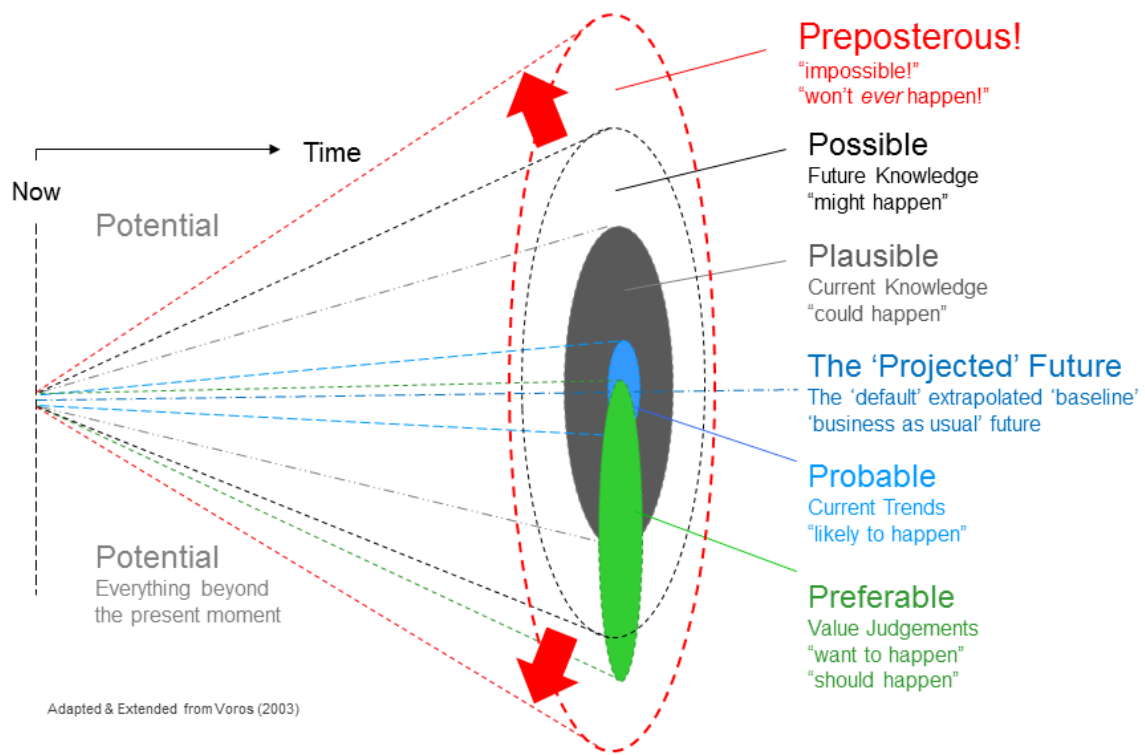 Preposterous!
“impossible!”
“won’t ever happen!”
Time
Now
Possible
Future Knowledge
“might happen”
Potential
Plausible
Current Knowledge
“could happen”
The ‘Projected’ Future
The ‘default’ extrapolated ‘baseline’
‘business as usual’ future
Probable
Current Trends
“likely to happen”
Potential
Everything beyond
the present moment
Preferable
Value Judgements
“want to happen”
“should happen”
Adapted & Extended from Voros (2003)